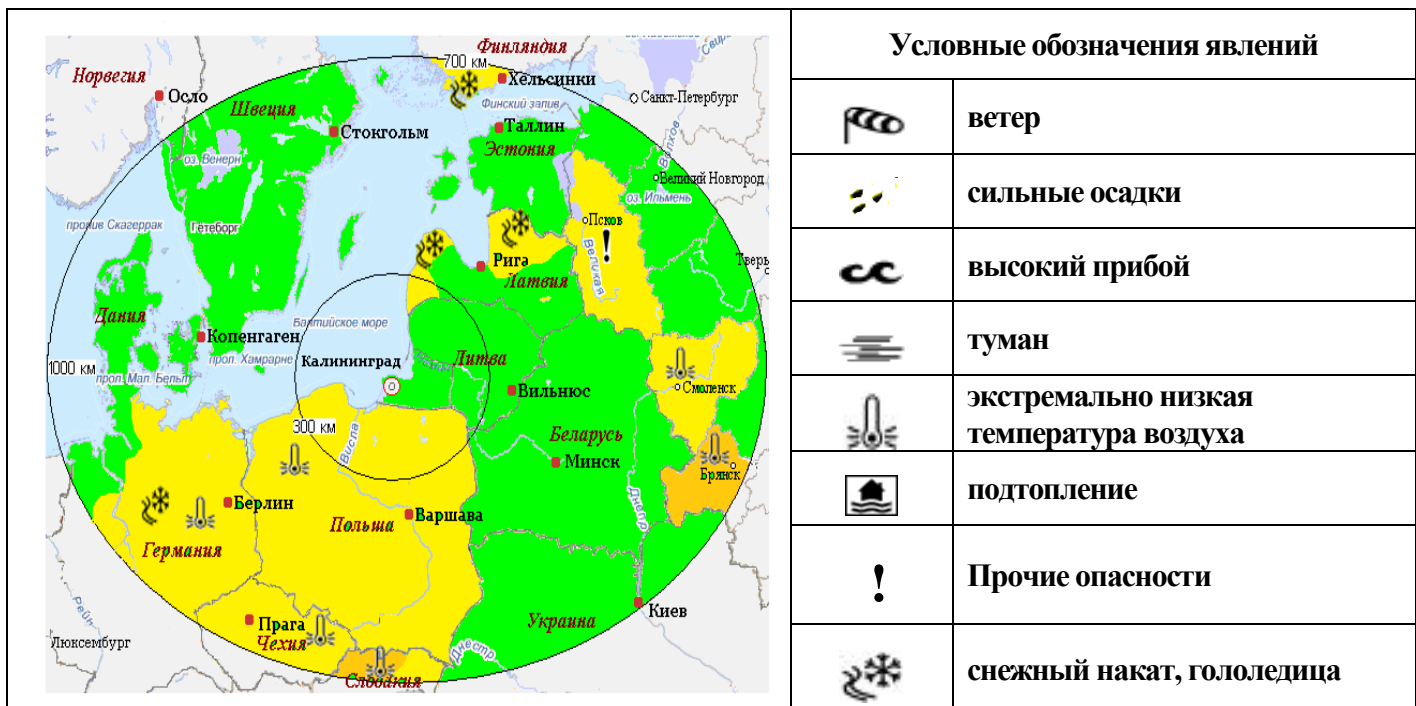 Норвегия
Осло
Швеция
Стокгольм
оз. Венерн
пролив Скагеррак
Гетеборг
Дания
Копенгаген
прол. Хамрарне
прол. Мал. Бельт
1000 км
700 км
300 км
Финляндия
Хельсинки
Финский залив
Таллин
Эстония
Санкт-Петербург
Волхов
Великий Новгород
оз. Ильмень
Псков
Великая
Тверь
Рига
Латвия
Балтийское море
Калининград
Литва
Вильнюс
Смоленск
Беларусь
Минск
Брянск
Днепр
Висла
Берлин
Германия
Польша
Варшава
Прага
Чехия
Словакия
Украина
Киев
Днестр
Рейн
Люксембург
Условные обозначения явлений
ветер
сильные осадки
высокий прибой
туман
экстремально низкая
температура воздуха
подтопление
! Прочие опасности
снежный накат, гололедица